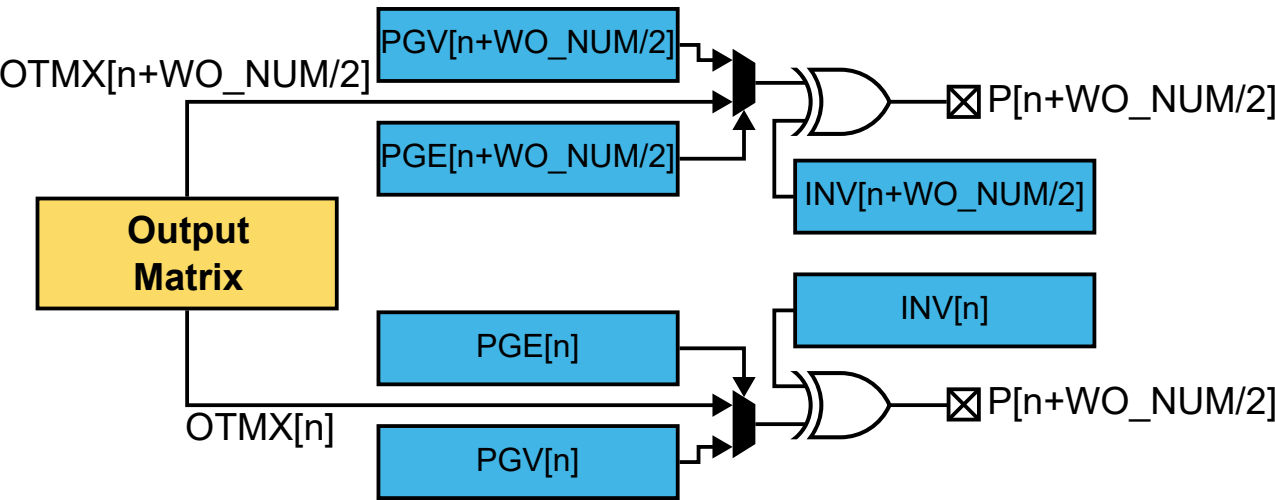 PGV[n+WO_NUM/2]
OTMX[n+WO_NUM/2]
P[n+WO_NUM/2]
PGE[n+WO_NUM/2]
INV[n+WO_NUM/2]
Output
Matrix
INV[n]
PGE[n]
P[n+WO_NUM/2]
OTMX[n]
PGV[n]